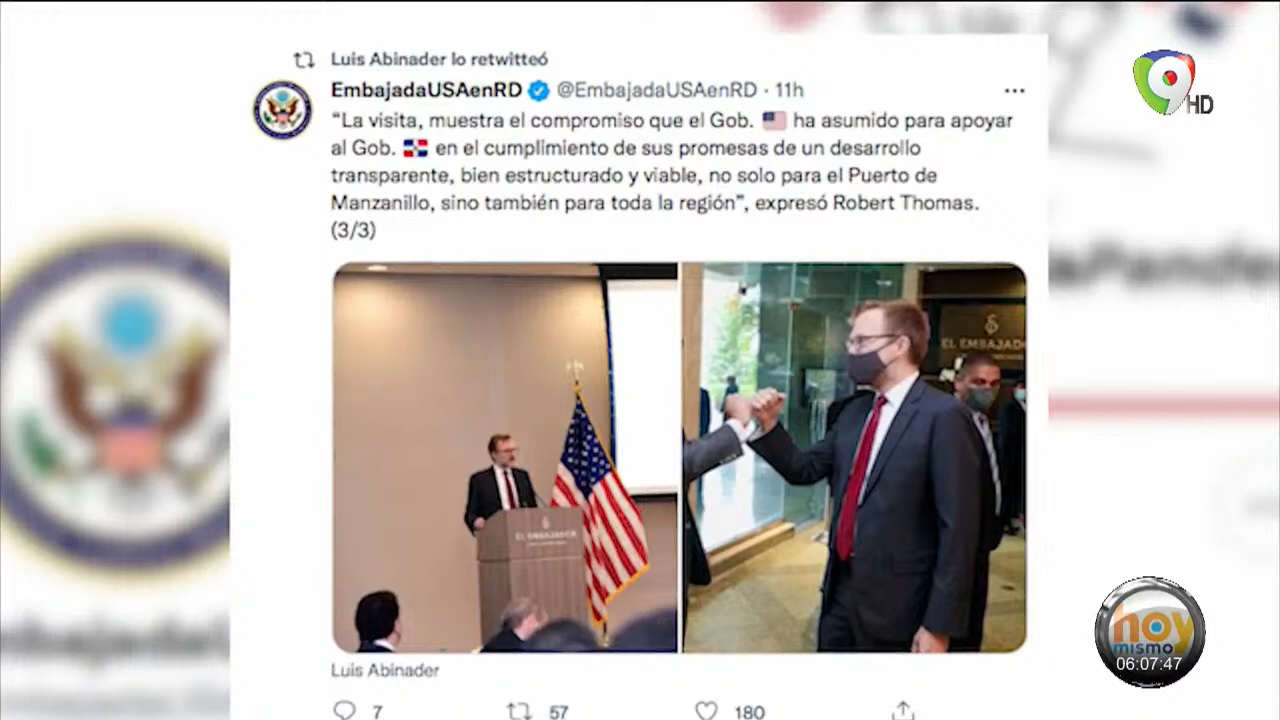 Luis Abinader lo retwitteó
EmbajadaUSAenRD @EmbajadaUSAenRD · 11h
“La visita, muestra el compromiso que el Gob. 🇺🇸 ha asumido para apoyar
al Gob. 🇩🇴 en el cumplimiento de sus promesas de un desarrollo
transparente, bien estructurado y viable, no solo para el Puerto de
Manzanillo, sino también para toda la región”, expresó Robert Thomas.
(3/3)
9 HD
EL EMBAJADOR
EL EMBAJADO
Luis Abinader
7 57 180
hoy
mismo
06:07:47